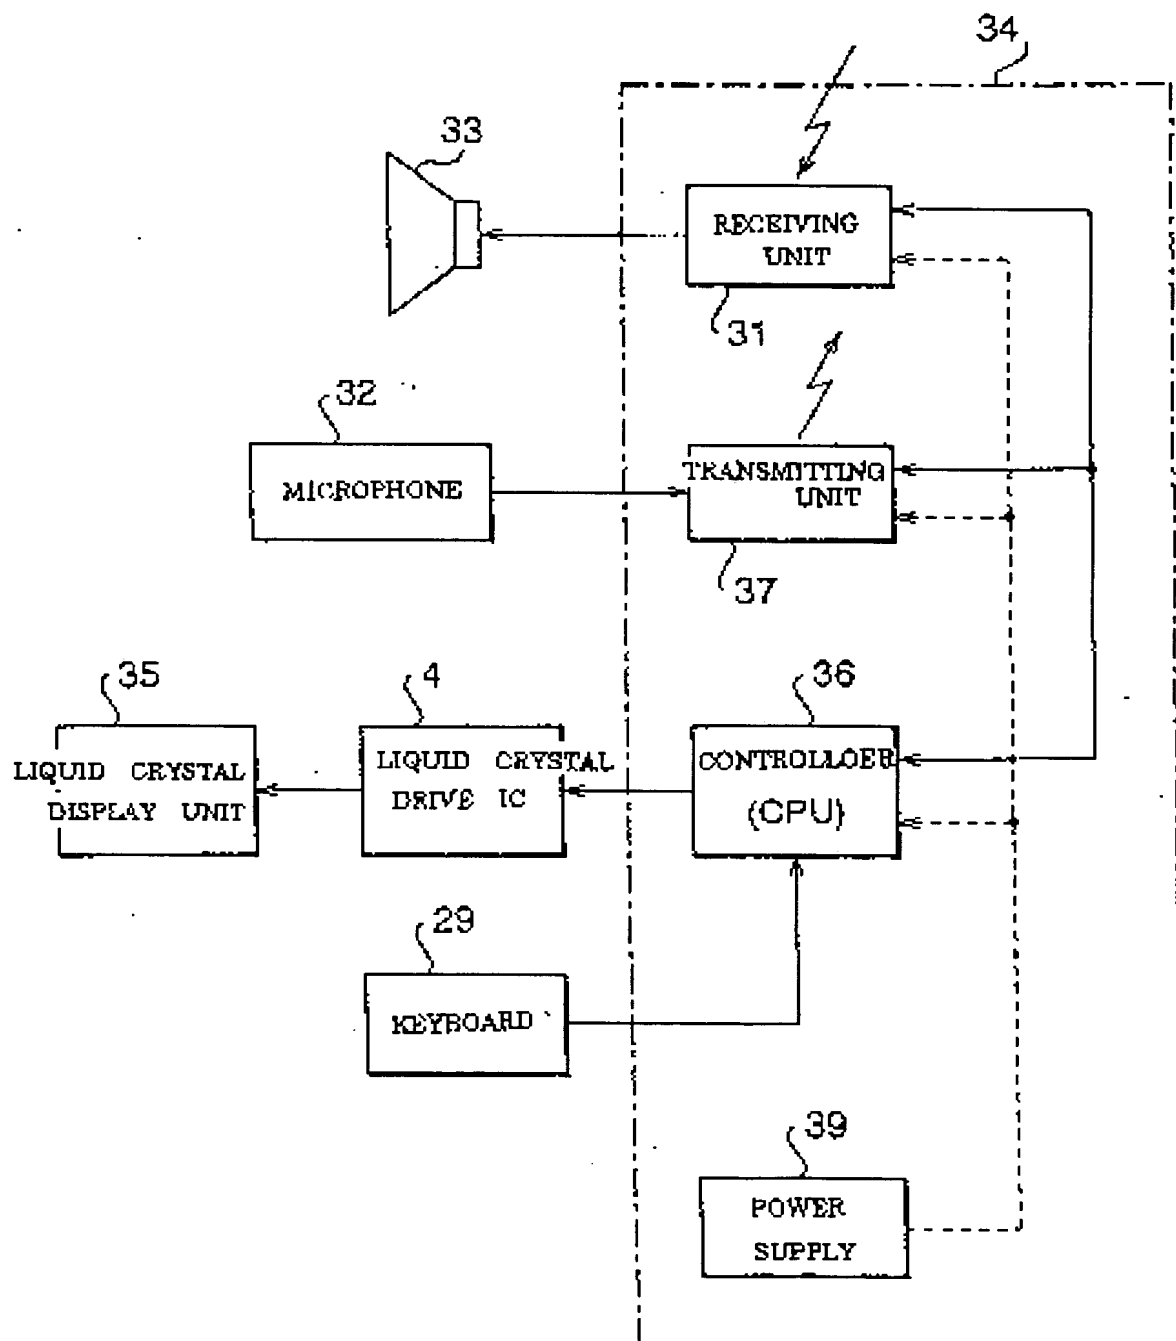 34
33
RECEIVING
UNIT
31
32
MICROPHONE
TRANSMITTING
UNIT
37
35
LIQUID CRYSTAL
DISPLAY UNIT
4
LIQUID CRYSTAL
DRIVE IC
36
CONTROLLOER
(CPU)
29
KEYBOARD
39
POWER
SUPPLY